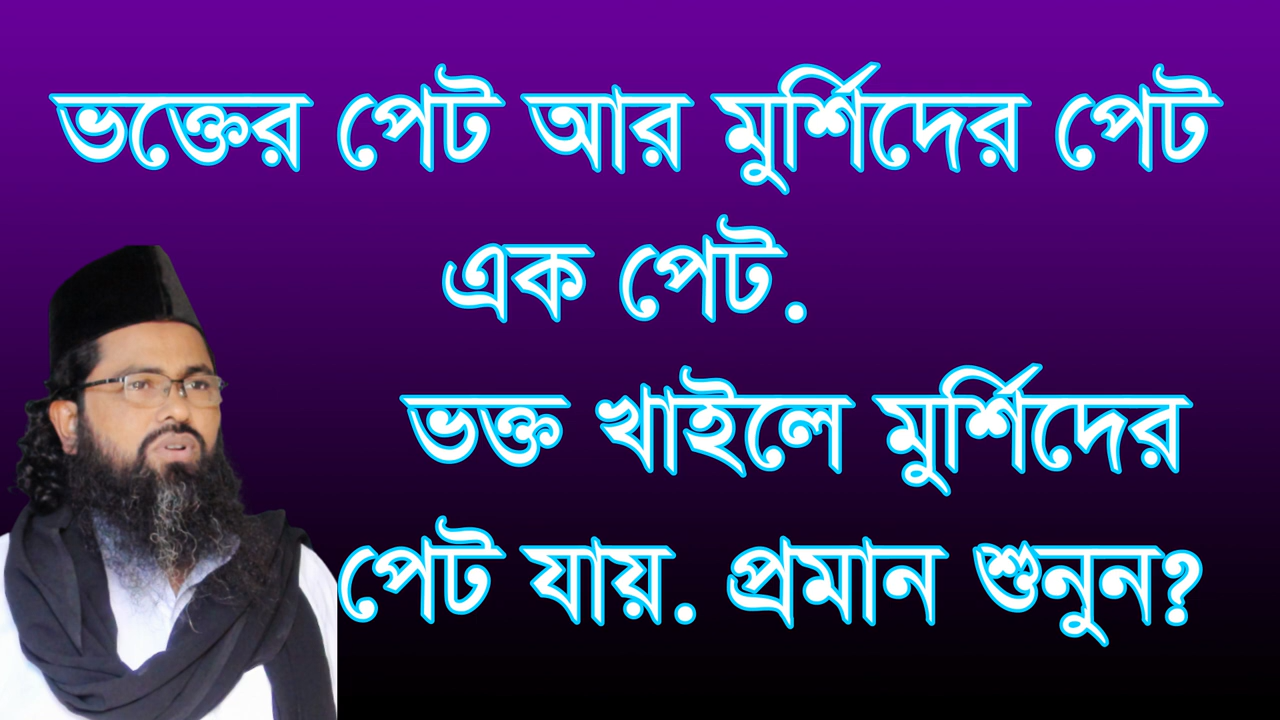 ভক্তের পেট আর মুর্শিদের পেট
এক পেট.
ভক্ত খাইলে মুর্শিদের
পেট যায়. প্রমান শুনুন?